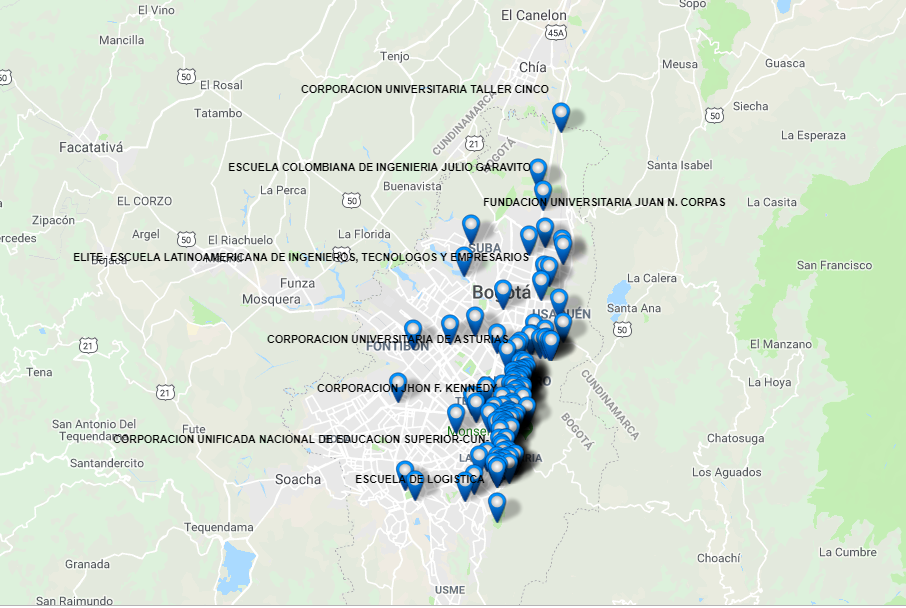 El Vino
El Canelon
Sopo
Mancilla
45A
Tenjo
Chía
Meusa
Guasca
50
50
El Rosal
CORPORACION UNIVERSITARIA TALLER CINCO
Siecha
Tatambo
50
CUNDINAMARCA
BOGOTÁ
La Esperaza
Facatativá
21
ESCUELA COLOMBIANA DE INGENIERIA JULIO GARAVITO
Santa Isabel
La Perca
Buenavista
EL CORZO
50
FUNDACION UNIVERSITARIA JUAN N. CORPAS
La Casita
Zipacón
ercedes
Argel
La Florida
50
El Riachuelo
SUBA
ELITE- ESCUELA LATINOAMERICANA DE INGENIEROS, TECNOLOGOS Y EMPRESARIOS
San Francisco
La Calera
Funza
Mosquera
Bogotá
Santa Ana
USAQUÉN
50
CORPORACION UNIVERSITARIA DE ASTURIAS
FONTIBÓN
21
El Manzano
Tena
CORPORACION JHON F. KENNEDY
La Hoya
21
CUNDINAMARCA
BOGOTÁ
San Antonio Del
Tequendama
Fute
CORPORACION UNIFICADA NACIONAL DE EDUCACION SUPERIOR-CUN-
Chatosuga
Santandercito
Los Aguados
Soacha
ESCUELA DE LOGISTICA
Tequendama
Choachí
La Cumbre
Granada
USME
San Raimundo